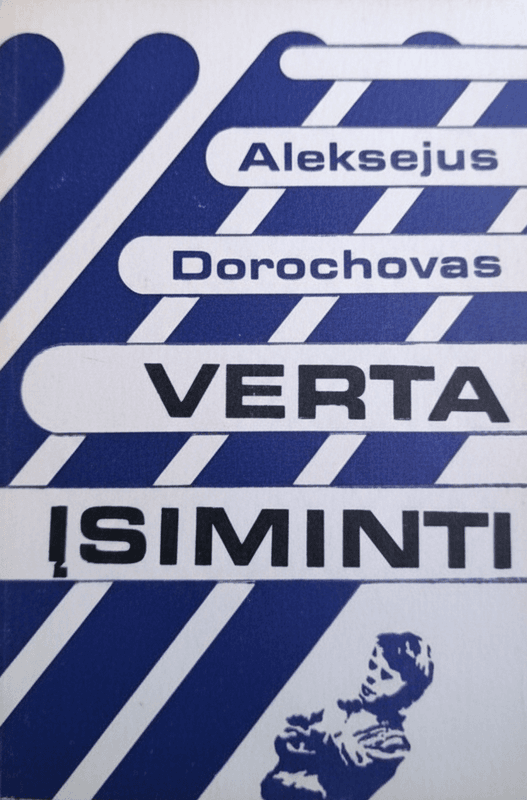 Aleksejus
Dorochovas
VERTA
ĮSIMINTI